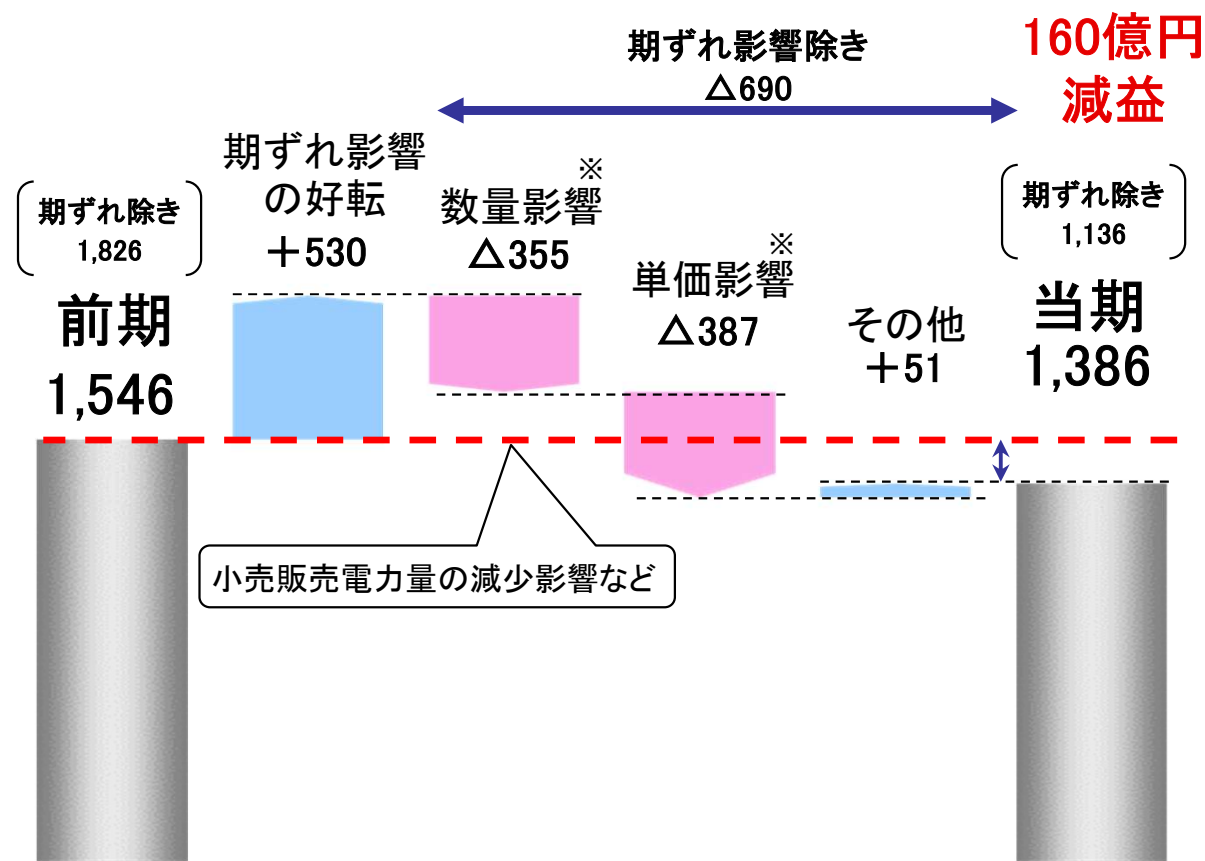 160億円
減益
期ずれ影響除き
△690
期ずれ影響
の好転
+530
※
数量影響
△355
※
単価影響
△387
その他
+51
期ずれ除き
1,826
前期
1,546
期ずれ除き
1,136
当期
1,386
小売販売電力量の減少影響など